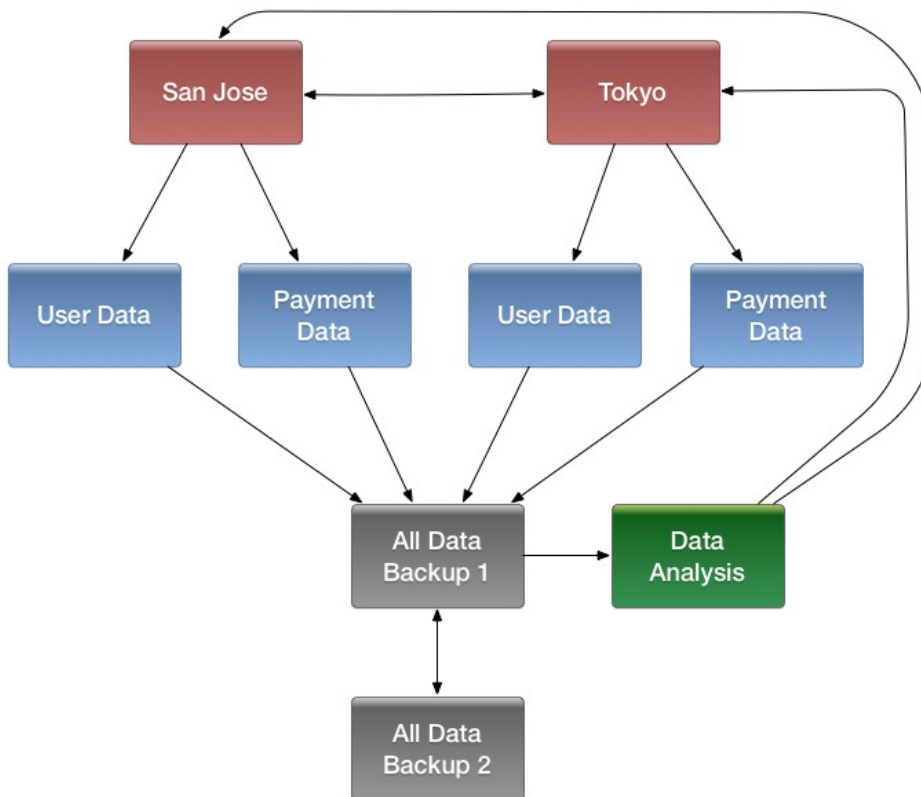 San Jose
Tokyo
User Data
Payment
Data
User Data
Payment
Data
All Data
Backup 1
Data
Analysis
All Data
Backup 2